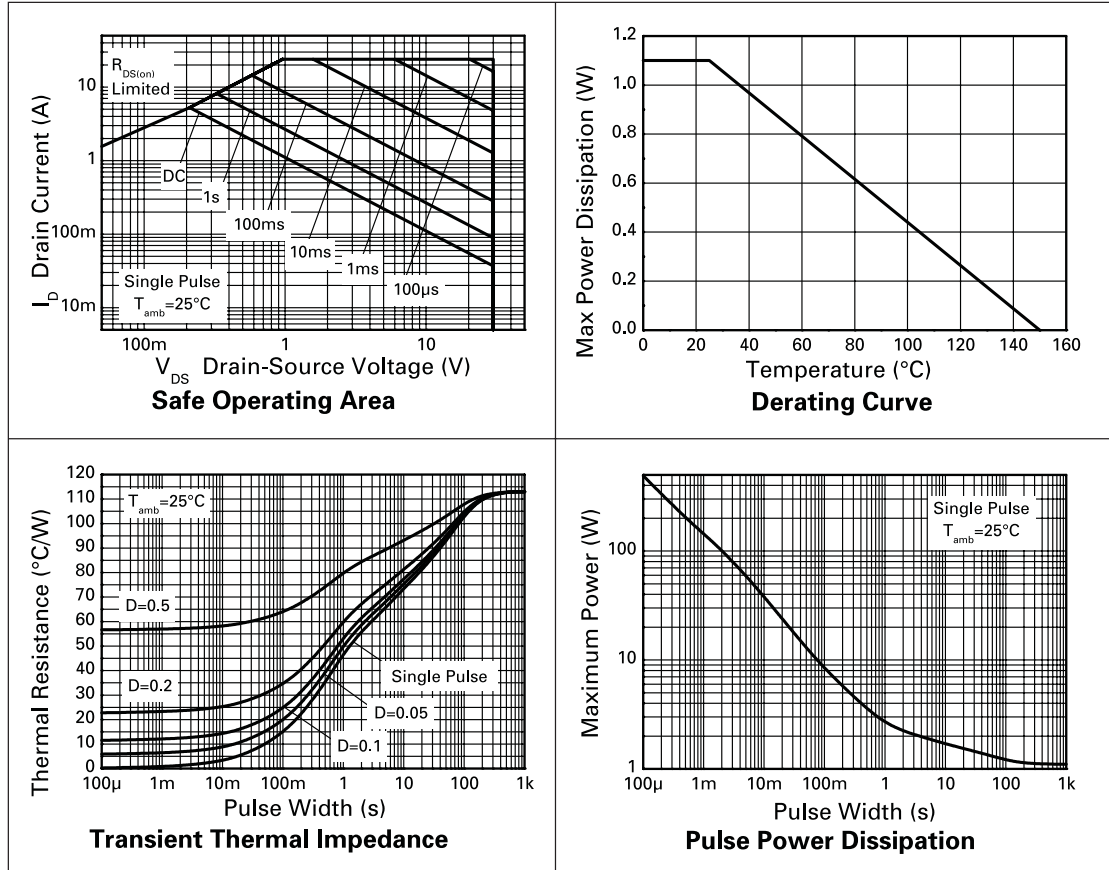 R_DS(on)
Limited
10
1
100m
10m
I_D Drain Current (A)
DC
1s
100ms
10ms
1ms
100µs
Single Pulse
T_amb=25°C
100m 1 10
V_DS Drain-Source Voltage (V)
Safe Operating Area
1.2
1.0
0.8
0.6
0.4
0.2
0.0
Max Power Dissipation (W)
0 20 40 60 80 100 120 140 160
Temperature (°C)
Derating Curve
120
110
100
90
80
70
60
50
40
30
20
10
0
Thermal Resistance (°C/W)
T_amb=25°C
D=0.5
D=0.2
Single Pulse
D=0.05
D=0.1
100µ 1m 10m 100m 1 10 100 1k
Pulse Width (s)
Transient Thermal Impedance
100
10
1
Maximum Power (W)
Single Pulse
T_amb=25°C
100µ 1m 10m 100m 1 10 100 1k
Pulse Width (s)
Pulse Power Dissipation